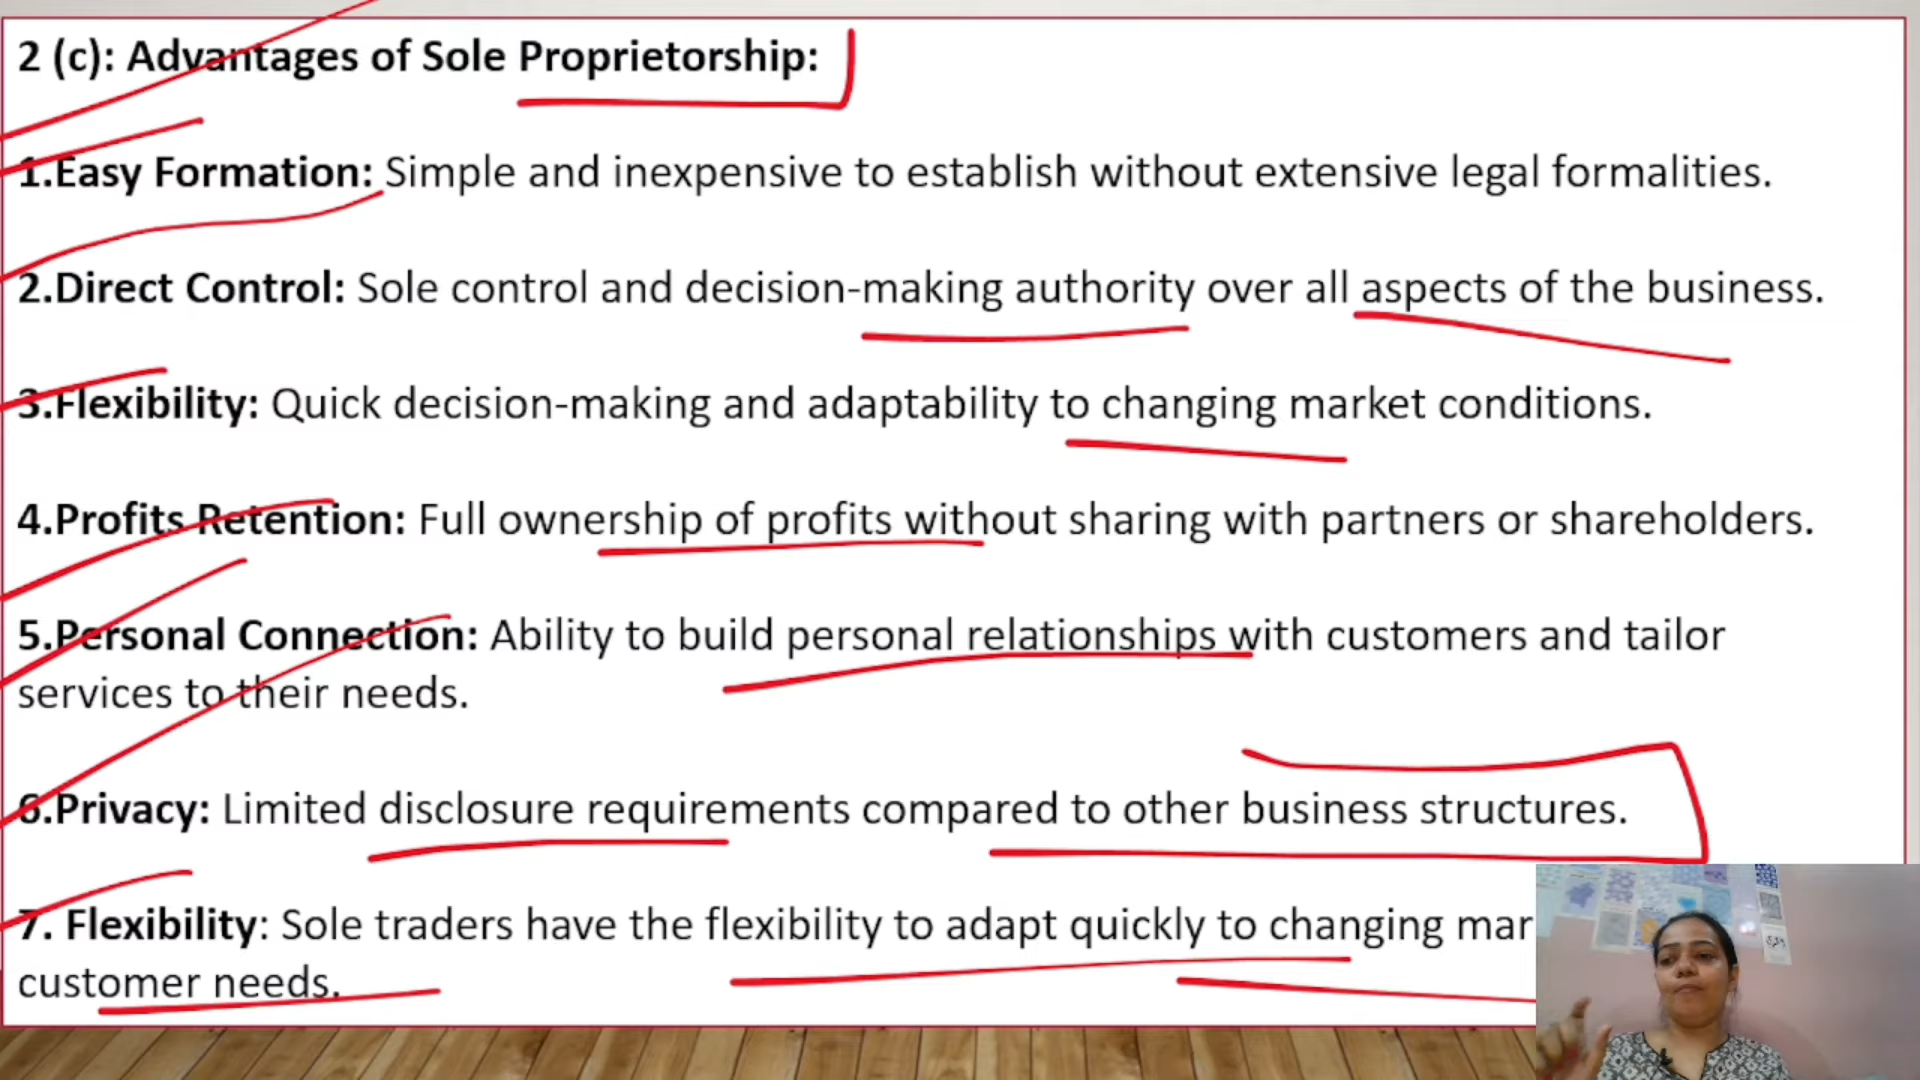 2 (c): Advantages of Sole Proprietorship:
1.Easy Formation: Simple and inexpensive to establish without extensive legal formalities.
2.Direct Control: Sole control and decision-making authority over all aspects of the business.
3.Flexibility: Quick decision-making and adaptability to changing market conditions.
4.Profits Retention: Full ownership of profits without sharing with partners or shareholders.
5.Personal Connection: Ability to build personal relationships with customers and tailor
services to their needs.
6.Privacy: Limited disclosure requirements compared to other business structures.
7. Flexibility: Sole traders have the flexibility to adapt quickly to changing mar
customer needs.